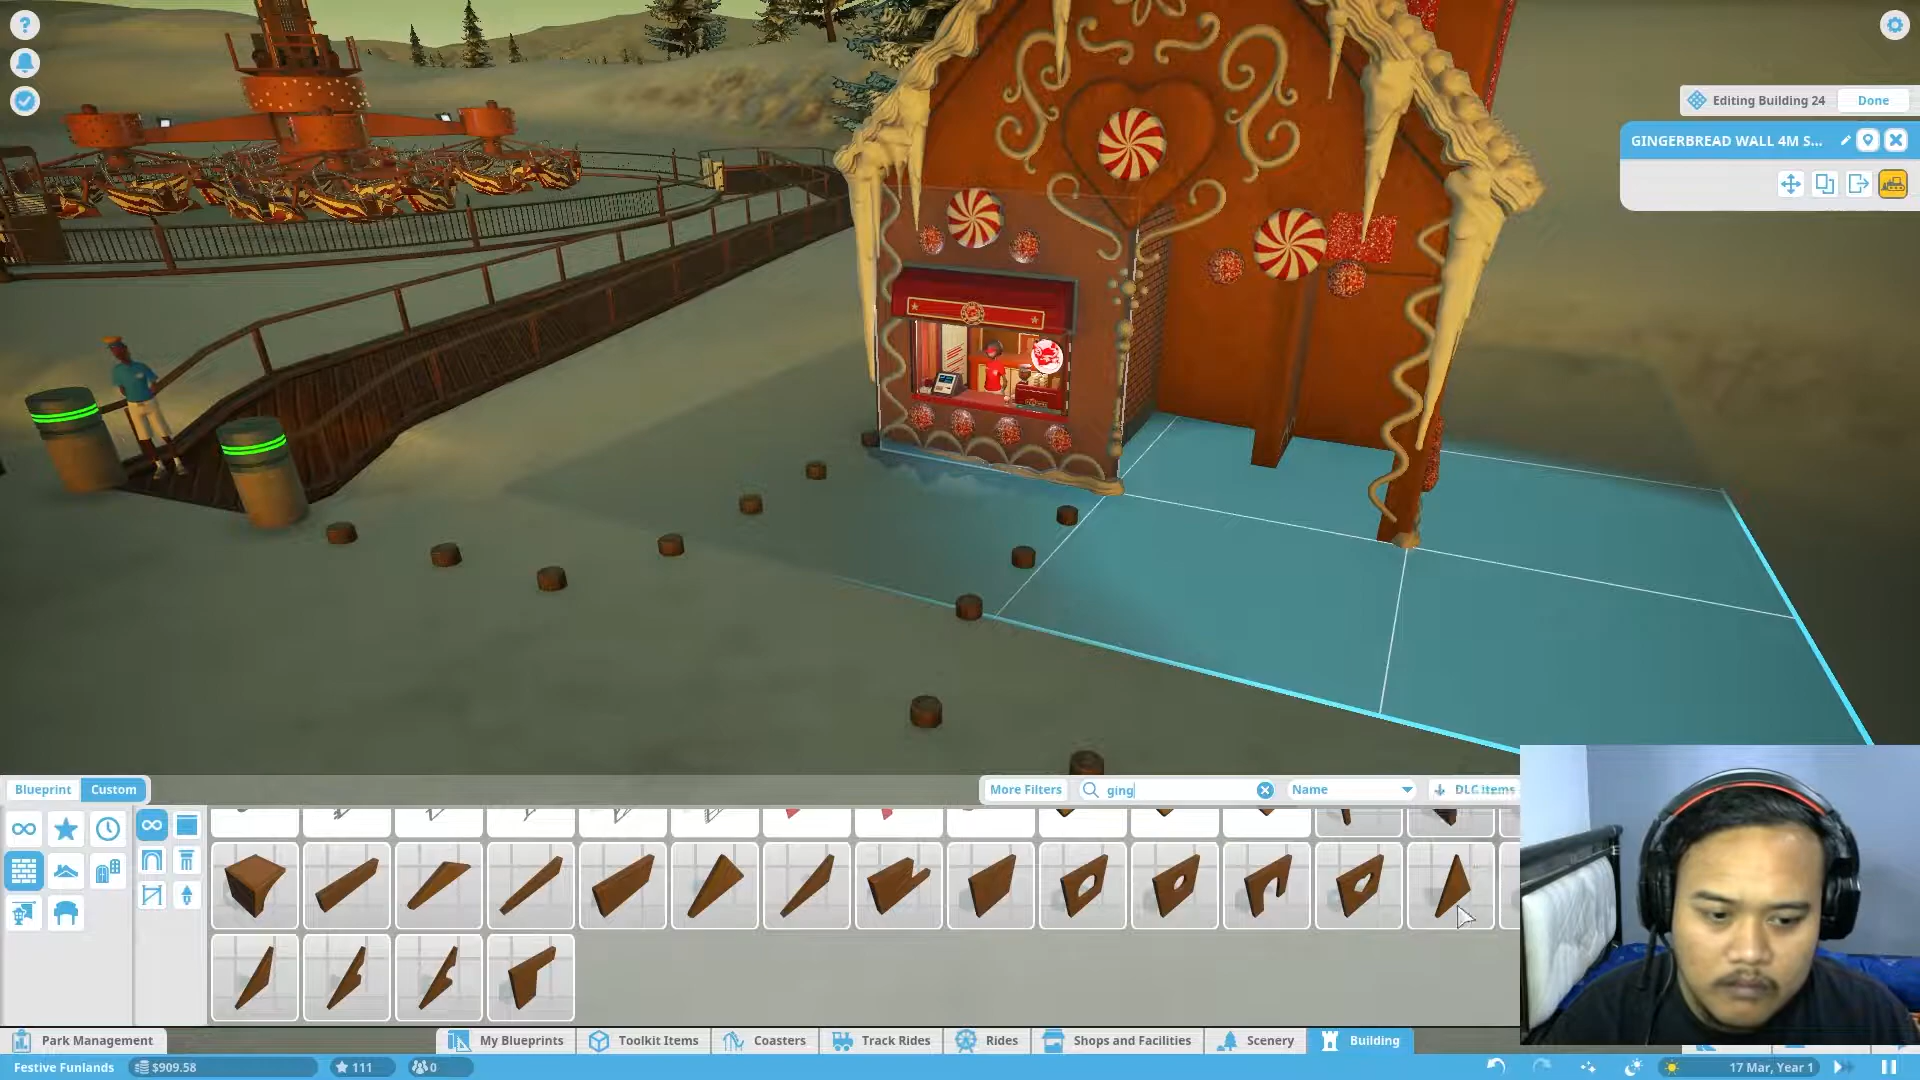 ?
Editing Building 24
Done
GINGERBREAD WALL 4M S...
Blueprint
Custom
More Filters
ging
Name
DLC items
Park Management
My Blueprints
Toolkit Items
Coasters
Track Rides
Rides
Shops and Facilities
Scenery
Building
Festive Funlands
$909.58
111
0
17 Mar, Year 1